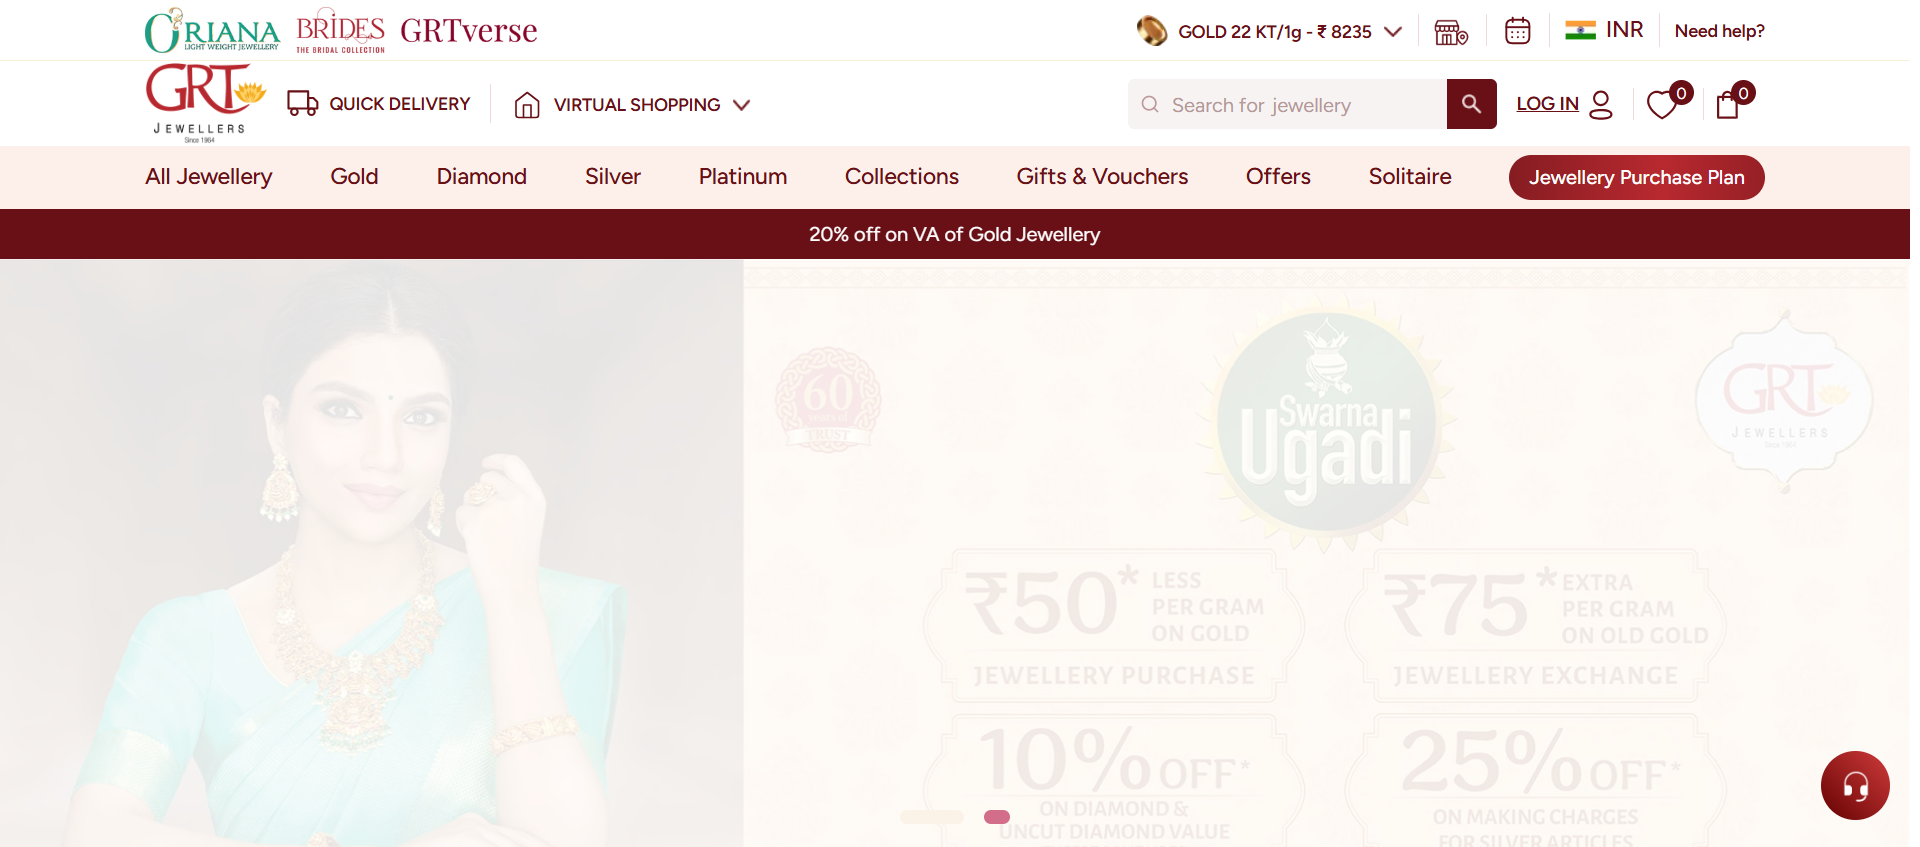 ORIANA
LIGHT WEIGHT JEWELLERY
BRIDES
THE BRIDAL COLLECTION
GRTverse
GOLD 22 KT/1g - ₹ 8235
INR
Need help?
GRT
JEWELLERS
Since 1964
QUICK DELIVERY
VIRTUAL SHOPPING
Search for jewellery
LOG IN
0
0
All Jewellery
Gold
Diamond
Silver
Platinum
Collections
Gifts & Vouchers
Offers
Solitaire
Jewellery Purchase Plan
20% off on VA of Gold Jewellery
60
YEARS OF
TRUST
Swarna
Ugadi
GRT
JEWELLERS
Since 1964
₹50* LESS
PER GRAM
ON GOLD
JEWELLERY PURCHASE
₹75* EXTRA
PER GRAM
ON OLD GOLD
JEWELLERY EXCHANGE
10% OFF*
ON DIAMOND &
UNCUT DIAMOND VALUE
25% OFF*
ON MAKING CHARGES
FOR SILVER ARTICLES